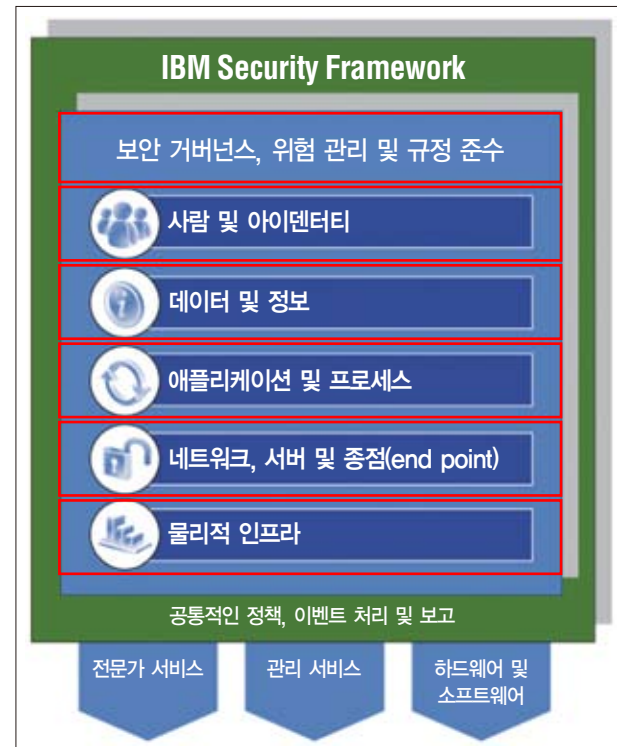 IBM Security Framework
보안 거버넌스, 위험 관리 및 규정 준수
사람 및 아이덴터티
데이터 및 정보
애플리케이션 및 프로세스
네트워크, 서버 및 종점(end point)
물리적 인프라
공통적인 정책, 이벤트 처리 및 보고
전문가 서비스
관리 서비스
하드웨어 및
소프트웨어